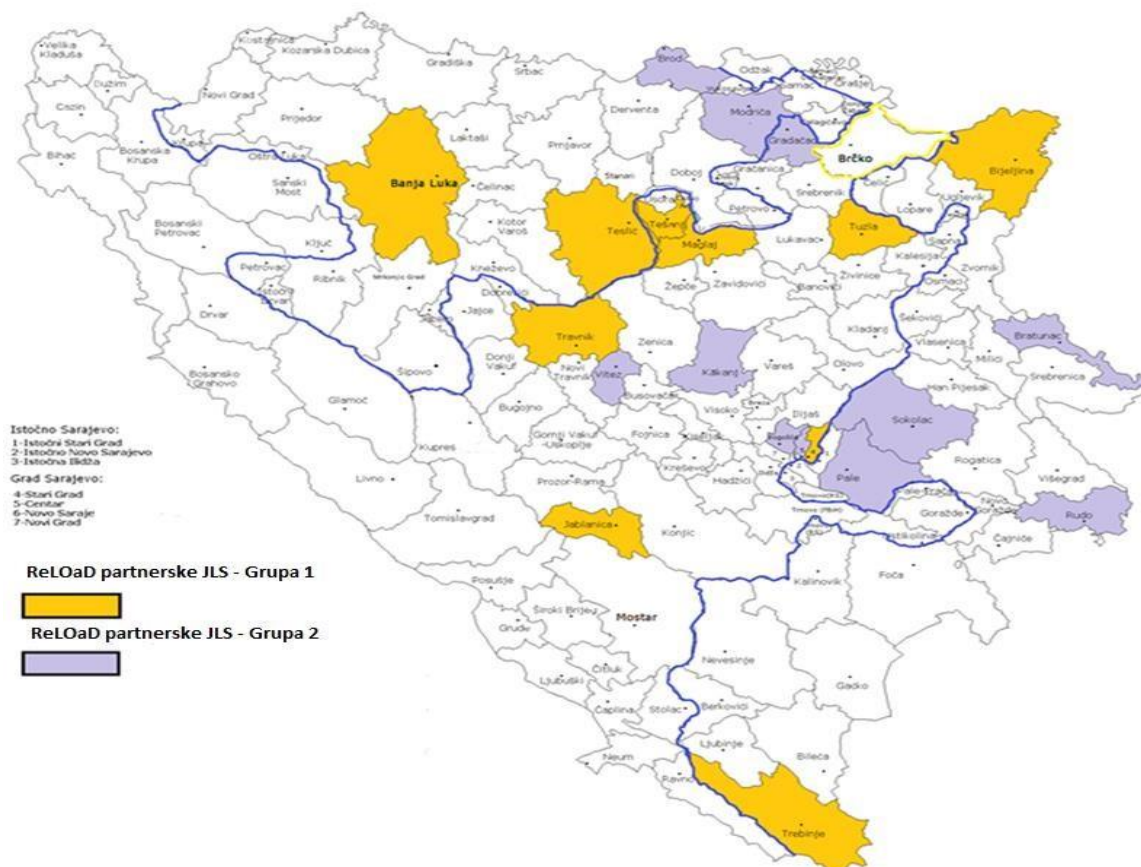 Velika
Kladuša
Cazin
Bihać
Bosanska
Krupa
Kozarska Dubica
Novi Grad
Prijedor
Gradiška
Srbac
Laktaši
Prnjavor
Derventa
Brod
Odžak
Modriča
Gradačac
Brčko
Bijeljina
Oštra Luka
Sanski
Most
Banja Luka
Čelinac
Stanari
Doboj
Gračanica
Srebrenik
Čelić
Lopare
Ugljevik
Bosanski
Petrovac
Ključ
Kotor
Varoš
Teslić
Tešanj
Maglaj
Petrovo
Lukavac
Tuzla
Kalesija
Sapna
Petrovac
Ribnik
Kneževo
Žepče
Zavidovići
Banovići
Živinice
Osmaci
Zvornik
Drvar
Jajce
Travnik
Zenica
Kakanj
Vareš
Kladanj
Šekovići
Vlasenica
Milići
Bratunac
Srebrenica
Bosansko
Grahovo
Glamoč
Šipovo
Donji
Vakuf
Novi
Travnik
Vitez
Busovača
Olovo
Han Pijesak
Bugojno
Visoko
Ilijaš
Sokolac
Kupres
Gornji Vakuf
-Uskoplje
Fojnica
Kreševo
Hadžići
Pale
Rogatica
Višegrad
Livno
Prozor-Rama
Goražde
Rudo
Tomislavgrad
Jablanica
Konjic
Čajniče
Kalinovik
Foča
Posušje
Široki Brijeg
Mostar
Grude
Čitluk
Ljubuški
Čapljina
Stolac
Nevesinje
Berkovići
Gacko
Ljubinje
Bileća
Neum
Ravno
Trebinje
Istočno Sarajevo:
1-Istočni Stari Grad
2-Istočno Novo Sarajevo
3-Istočna Ilidža
Grad Sarajevo:
4-Stari Grad
5-Centar
6-Novo Saraje
7-Novi Grad
ReLOaD partnerske JLS - Grupa 1
ReLOaD partnerske JLS - Grupa 2